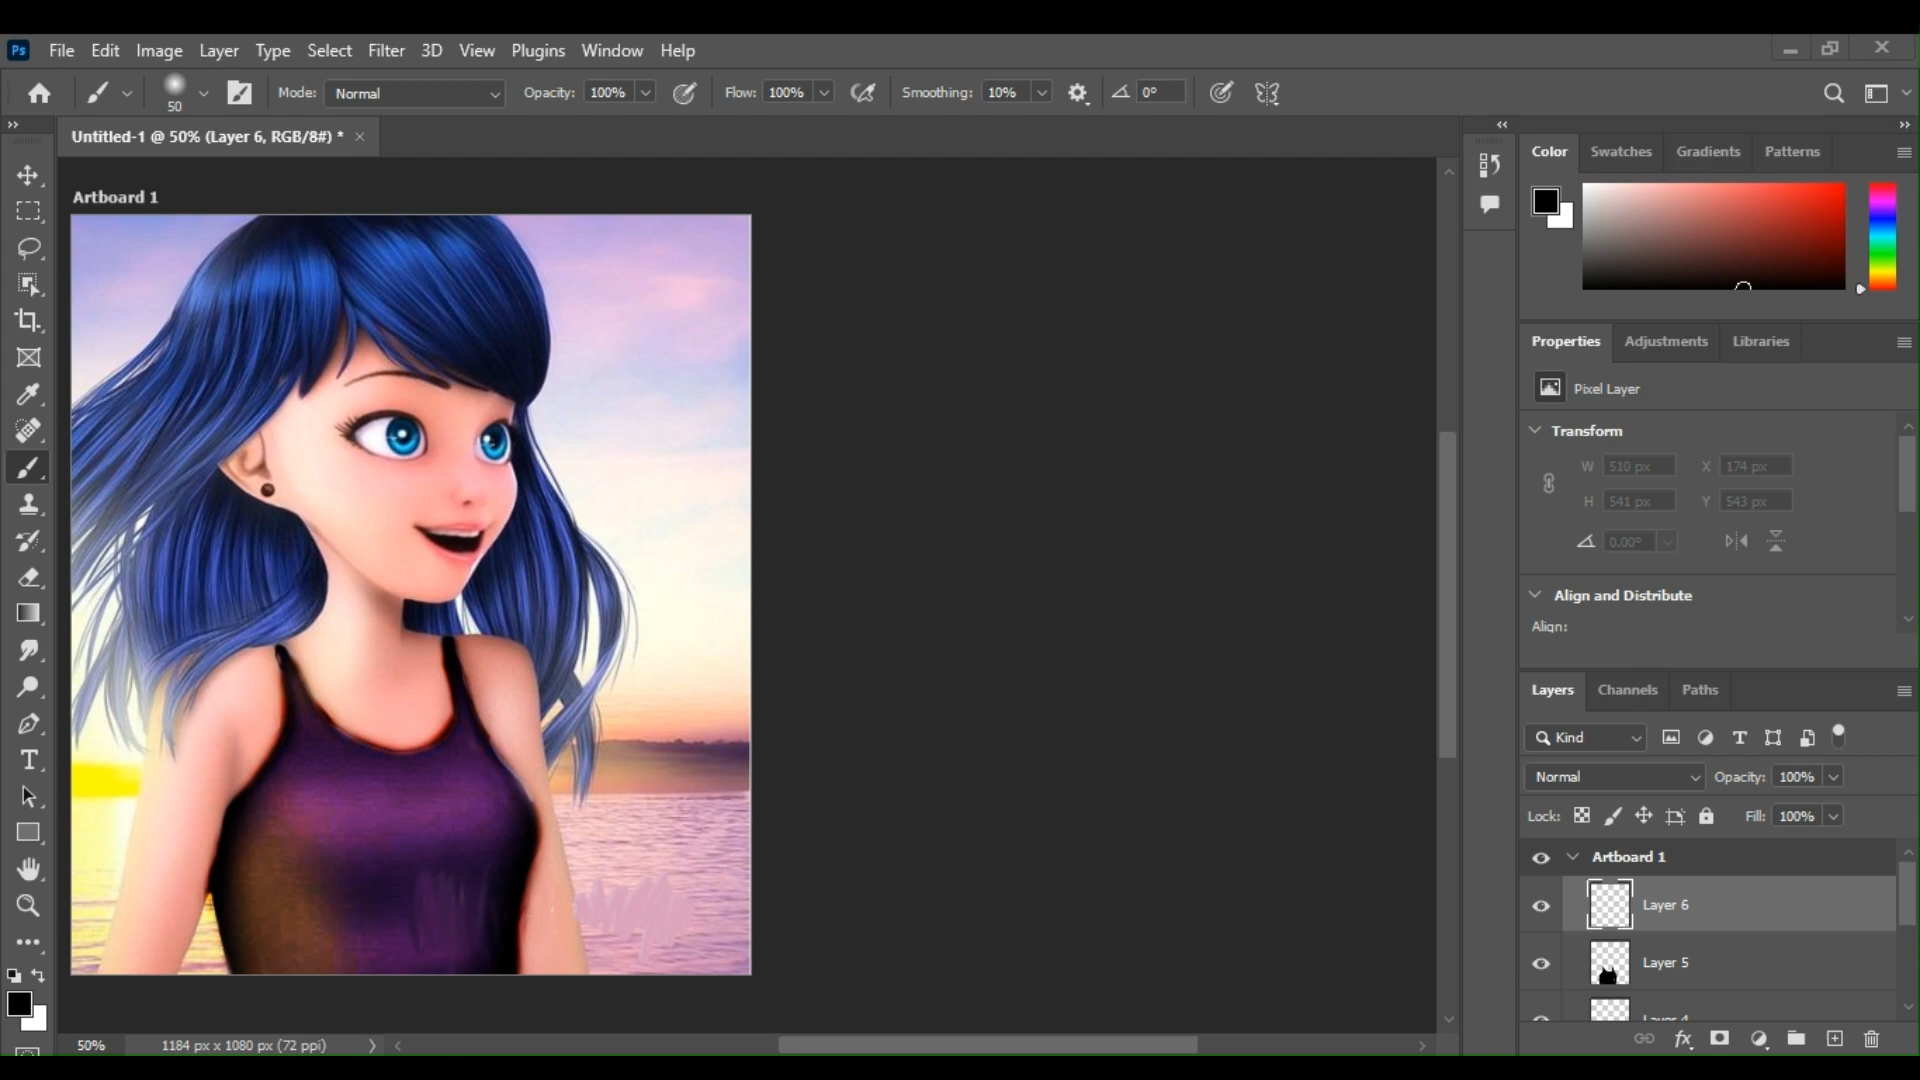 Ps File Edit Image Layer Type Select Filter 3D View Plugins Window Help
50 Mode: Normal Opacity: 100% Flow: 100% Smoothing: 10% 0°
Untitled-1 @ 50% (Layer 6, RGB/8#) *
Artboard 1
Color Swatches Gradients Patterns
Properties Adjustments Libraries
Pixel Layer
Transform
W 510 px X 174 px
H 541 px Y 543 px
0.00°
Align and Distribute
Align:
Layers Channels Paths
Kind
Normal Opacity: 100%
Lock: Fill: 100%
Artboard 1
Layer 6
Layer 5
Layer 4
50% 1184 px x 1080 px (72 ppi)